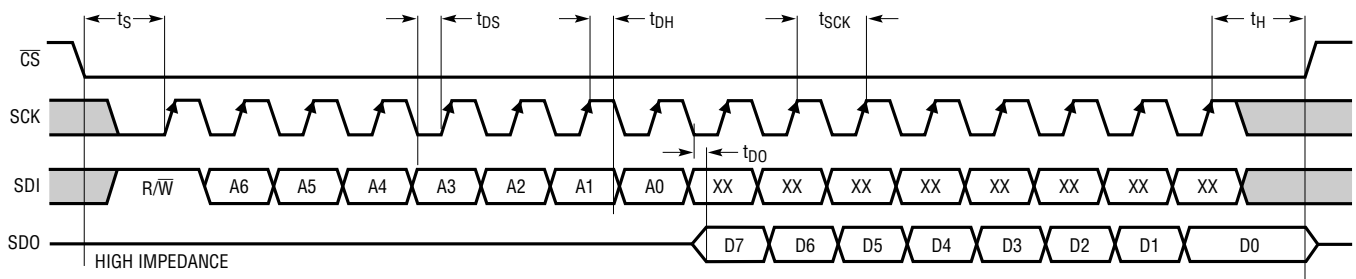 tS tDS tDH tSCK tH
CS
SCK
tDO
SDI R/W A6 A5 A4 A3 A2 A1 A0 XX XX XX XX XX XX XX XX
SDO D7 D6 D5 D4 D3 D2 D1 D0
HIGH IMPEDANCE